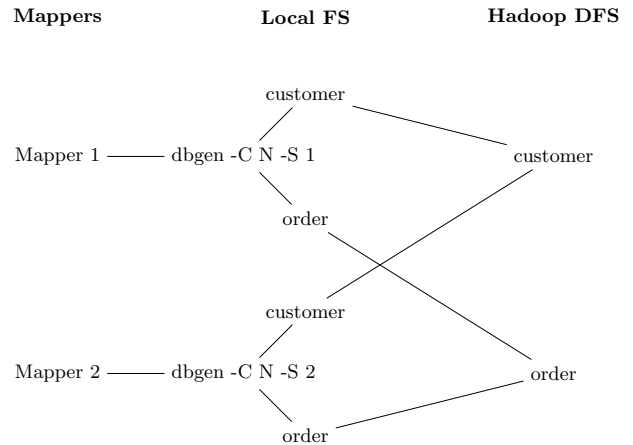 Mappers
Local FS
Hadoop DFS
customer
Mapper 1
dbgen -C N -S 1
customer
order
customer
Mapper 2
dbgen -C N -S 2
order
order